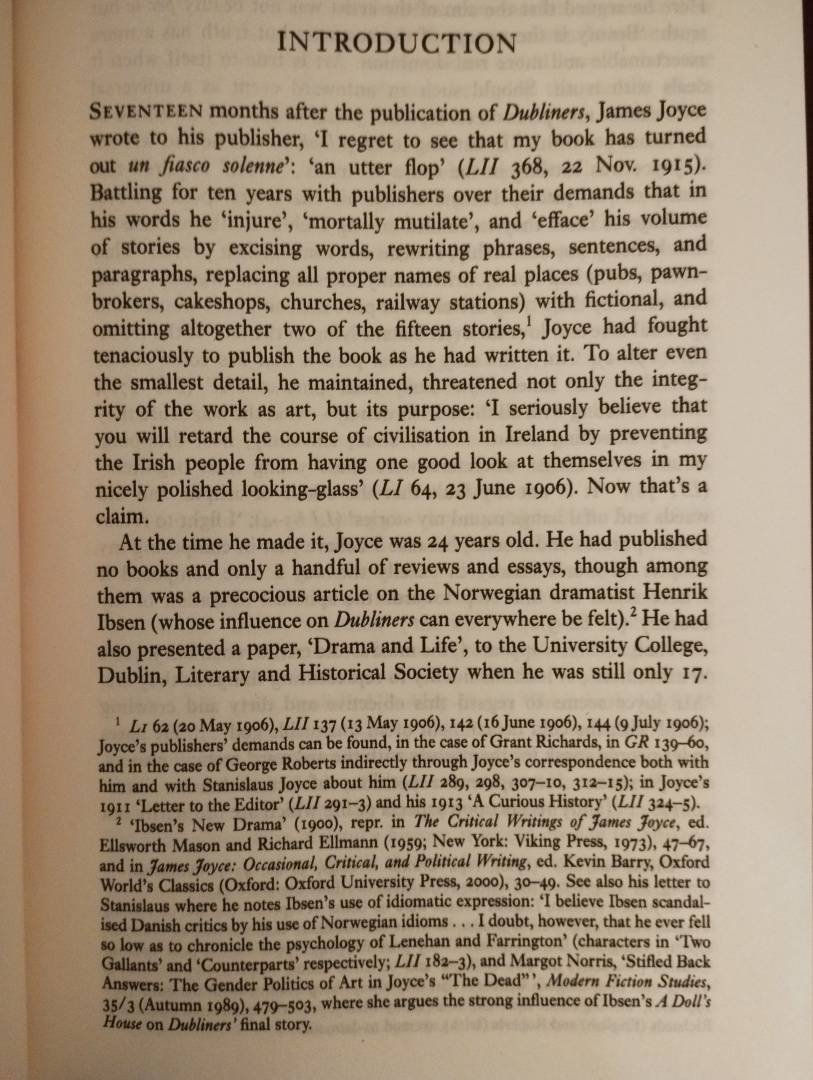 INTRODUCTION
SEVENTEEN months after the publication of Dubliners, James Joyce
wrote to his publisher, ‘I regret to see that my book has turned
out un fiasco solenne’: ‘an utter flop’ (LII 368, 22 Nov. 1915).
Battling for ten years with publishers over their demands that in
his words he ‘injure’, ‘mortally mutilate’, and ‘efface’ his volume
of stories by excising words, rewriting phrases, sentences, and
paragraphs, replacing all proper names of real places (pubs, pawn-
brokers, cakeshops, churches, railway stations) with fictional, and
omitting altogether two of the fifteen stories,¹ Joyce had fought
tenaciously to publish the book as he had written it. To alter even
the smallest detail, he maintained, threatened not only the integ-
rity of the work as art, but its purpose: ‘I seriously believe that
you will retard the course of civilisation in Ireland by preventing
the Irish people from having one good look at themselves in my
nicely polished looking-glass’ (LI 64, 23 June 1906). Now that’s a
claim.
At the time he made it, Joyce was 24 years old. He had published
no books and only a handful of reviews and essays, though among
them was a precocious article on the Norwegian dramatist Henrik
Ibsen (whose influence on Dubliners can everywhere be felt).² He had
also presented a paper, ‘Drama and Life’, to the University College,
Dublin, Literary and Historical Society when he was still only 17.
¹ LI 62 (20 May 1906), LII 137 (13 May 1906), 142 (16 June 1906), 144 (9 July 1906);
Joyce’s publishers’ demands can be found, in the case of Grant Richards, in GR 139–60,
and in the case of George Roberts indirectly through Joyce’s correspondence both with
him and with Stanislaus Joyce about him (LII 289, 298, 307–10, 312–15); in Joyce’s
1911 ‘Letter to the Editor’ (LII 291–3) and his 1913 ‘A Curious History’ (LII 324–5).
² ‘Ibsen’s New Drama’ (1900), repr. in The Critical Writings of James Joyce, ed.
Ellsworth Mason and Richard Ellmann (1959; New York: Viking Press, 1973), 47–67,
and in James Joyce: Occasional, Critical, and Political Writing, ed. Kevin Barry, Oxford
World’s Classics (Oxford: Oxford University Press, 2000), 30–49. See also his letter to
Stanislaus where he notes Ibsen’s use of idiomatic expression: ‘I believe Ibsen scandal-
ised Danish critics by his use of Norwegian idioms . . . I doubt, however, that he ever fell
so low as to chronicle the psychology of Lenehan and Farrington’ (characters in ‘Two
Gallants’ and ‘Counterparts’ respectively; LII 182–3), and Margot Norris, ‘Stifled Back
Answers: The Gender Politics of Art in Joyce’s “The Dead” ’, Modern Fiction Studies,
35/3 (Autumn 1989), 479–503, where she argues the strong influence of Ibsen’s A Doll’s
House on Dubliners’ final story.